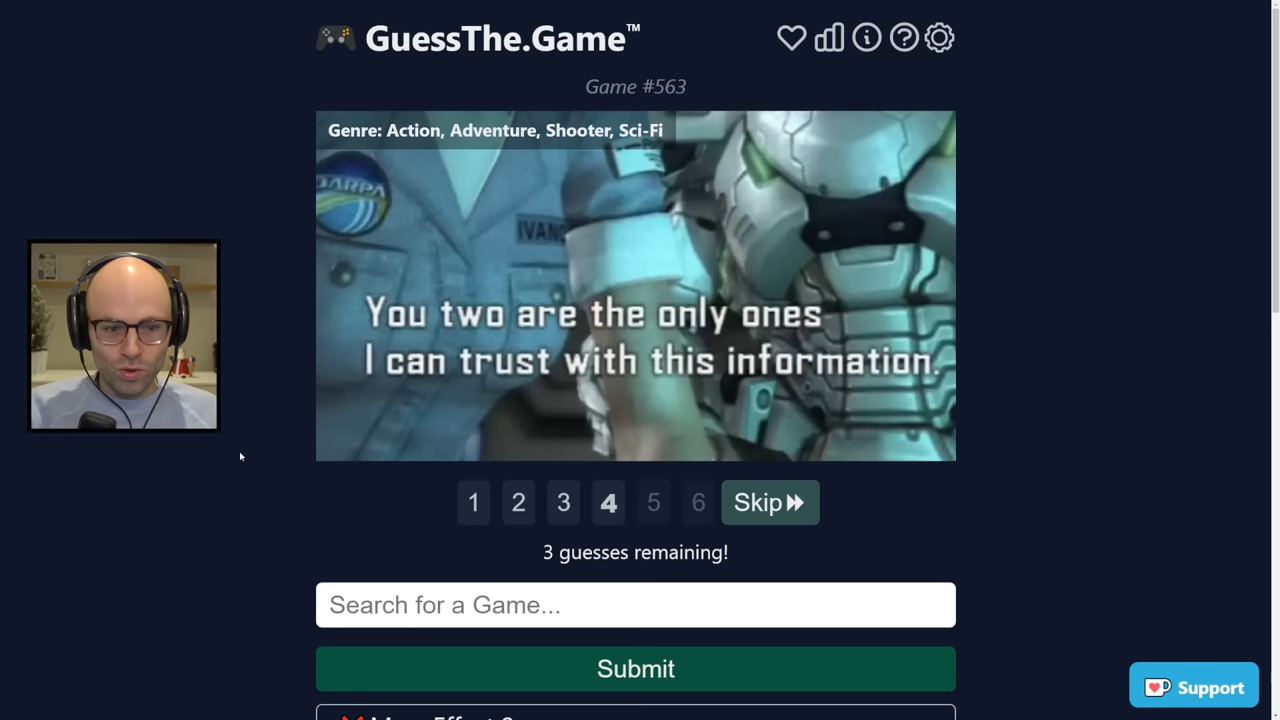 GuessThe.Game™
Game #563
Genre: Action, Adventure, Shooter, Sci-Fi
DARPA
You two are the only ones
I can trust with this information.
1 2 3 4 5 6 Skip
3 guesses remaining!
Search for a Game...
Submit
Support